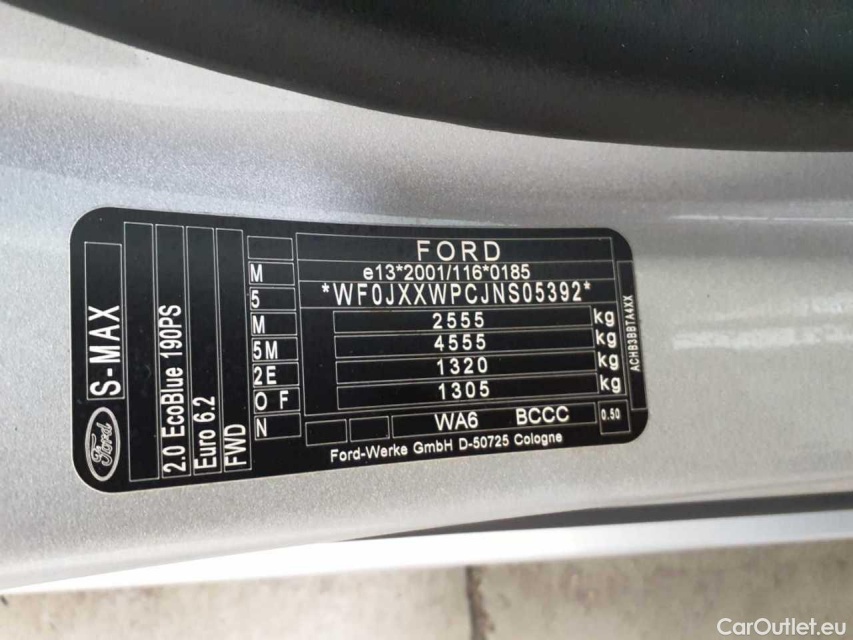 FORD
e13*2001/116*0185
*WF0JXXWPCJNS05392*
2555 kg
4555 kg
1320 kg
1305 kg
WA6 BCCC 0.50
Ford-Werke GmbH D-50725 Cologne
M
5
M
5M
2E
O F
N
Ford S-MAX
2.0 EcoBlue 190PS
Euro 6.2
FWD
ACHB3BBTA4XX
CarOutlet.eu